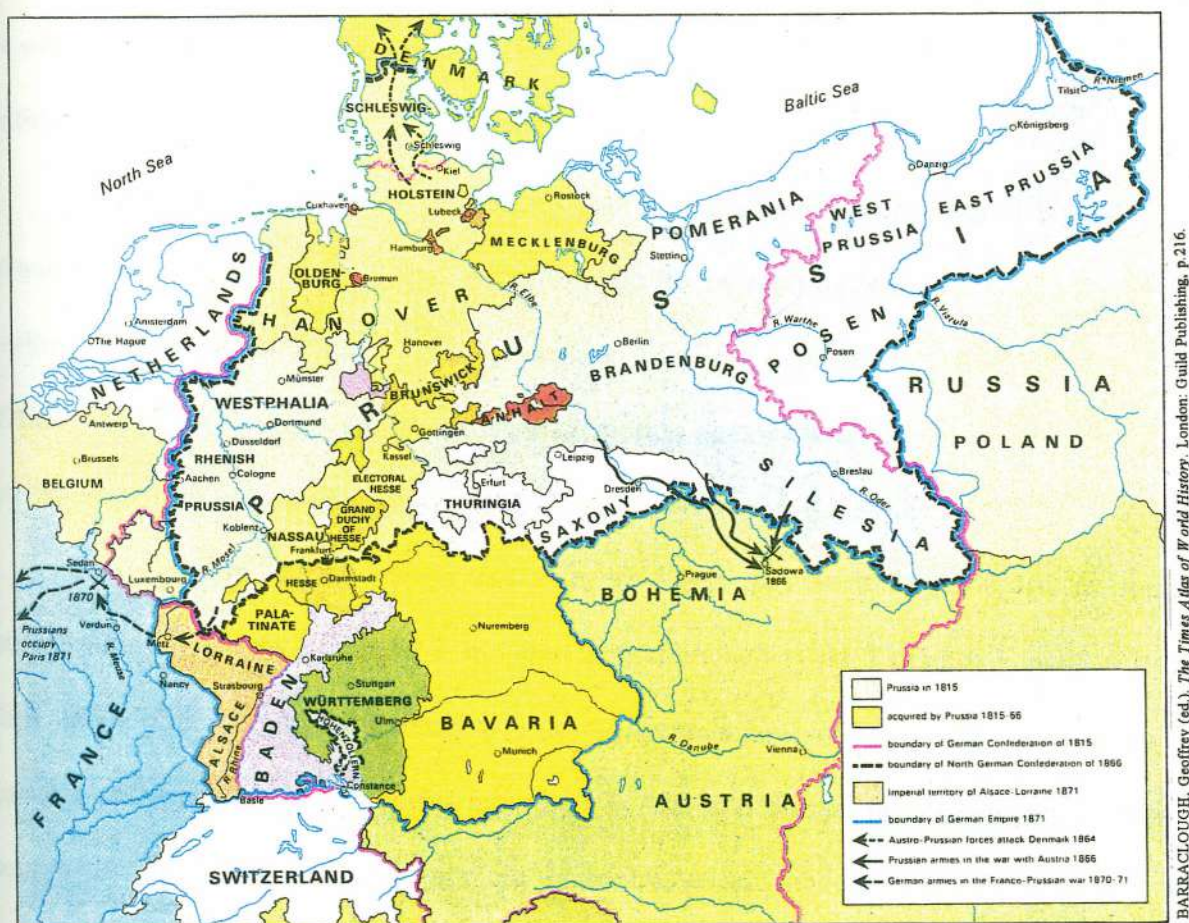 DENMARK
SCHLESWIG-
Schleswig
Kiel
North Sea
Baltic Sea
R. Niemen
Tilsit
Königsberg
Danzig
EAST PRUSSIA
WEST
PRUSSIA
POMERANIA
Stettin
HOLSTEIN
Cuxhaven
Lubeck
Hamburg
Rostock
MECKLENBURG
OLDEN-
BURG
Bremen
HANOVER
Hanover
R. Elbe
NETHERLANDS
Amsterdam
The Hague
PRUSSIA
Berlin
BRANDENBURG
R. Warthe
POSEN
Posen
R. Vistula
RUSSIA
POLAND
Münster
WESTPHALIA
Dortmund
BRUNSWICK
ANHALT
Göttingen
Kassel
Antwerp
Brussels
BELGIUM
Dusseldorf
RHENISH
Cologne
Aachen
PRUSSIA
Koblenz
ELECTORAL
HESSE
GRAND
DUCHY
OF
HESSE
NASSAU
Frankfurt
Leipzig
Erfurt
THURINGIA
Dresden
SAXONY
SILESIA
Breslau
R. Oder
Sadowa
1866
Prague
BOHEMIA
R. Mosel
Luxembourg
Sedan
1870
Prussians
occupy
Paris 1871
Verdun
R. Meuse
Metz
Nancy
LORRAINE
Strasbourg
ALSACE
R. Rhine
Basle
FRANCE
HESSE
Darmstadt
PALA-
TINATE
Karlsruhe
BADEN
Stuttgart
WÜRTTEMBERG
HOHENZOLLERN
Ulm
Constance
Nuremberg
BAVARIA
Munich
R. Danube
Vienna
AUSTRIA
SWITZERLAND
Prussia in 1815
acquired by Prussia 1815-66
boundary of German Confederation of 1815
boundary of North German Confederation of 1866
imperial territory of Alsace-Lorraine 1871
boundary of German Empire 1871
Austro-Prussian forces attack Denmark 1864
Prussian armies in the war with Austria 1866
German armies in the Franco-Prussian war 1870-71
BARRACLOUGH, Geoffrey (ed.), The Times Atlas of World History, London: Guild Publishing, p.216.